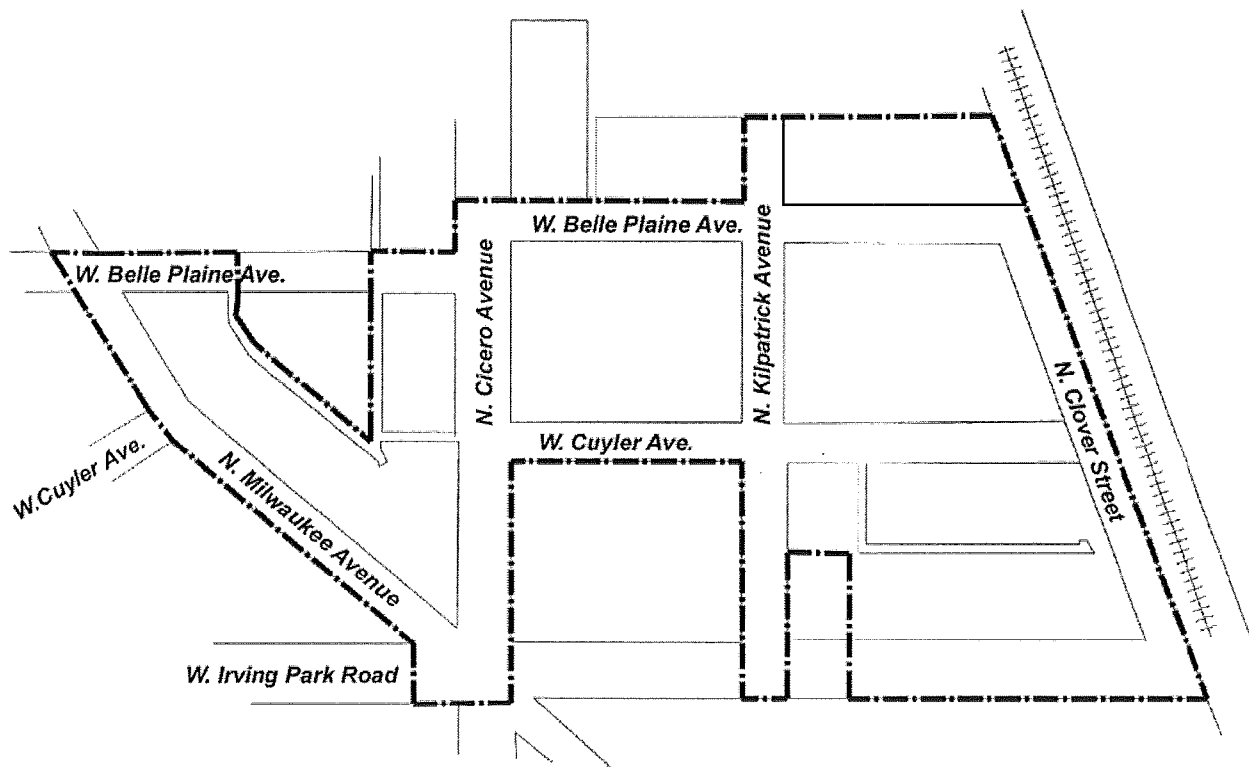 W. Belle Plaine Ave.
W. Belle Plaine Ave.
N. Cicero Avenue
N. Kilpatrick Avenue
N. Clover Street
W. Cuyler Ave.
W.Cuyler Ave.
N. Milwaukee Avenue
W. Irving Park Road